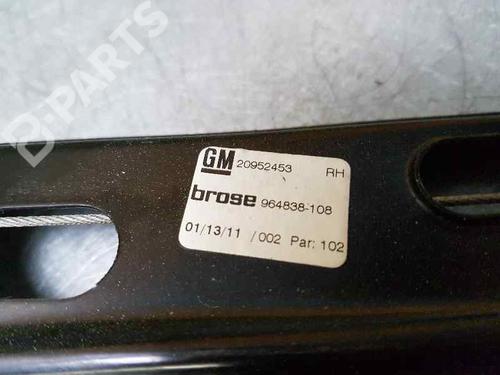 B-PARTS
GM 20952453 RH
brose 964838-108
01/13/11 /002 Par: 102